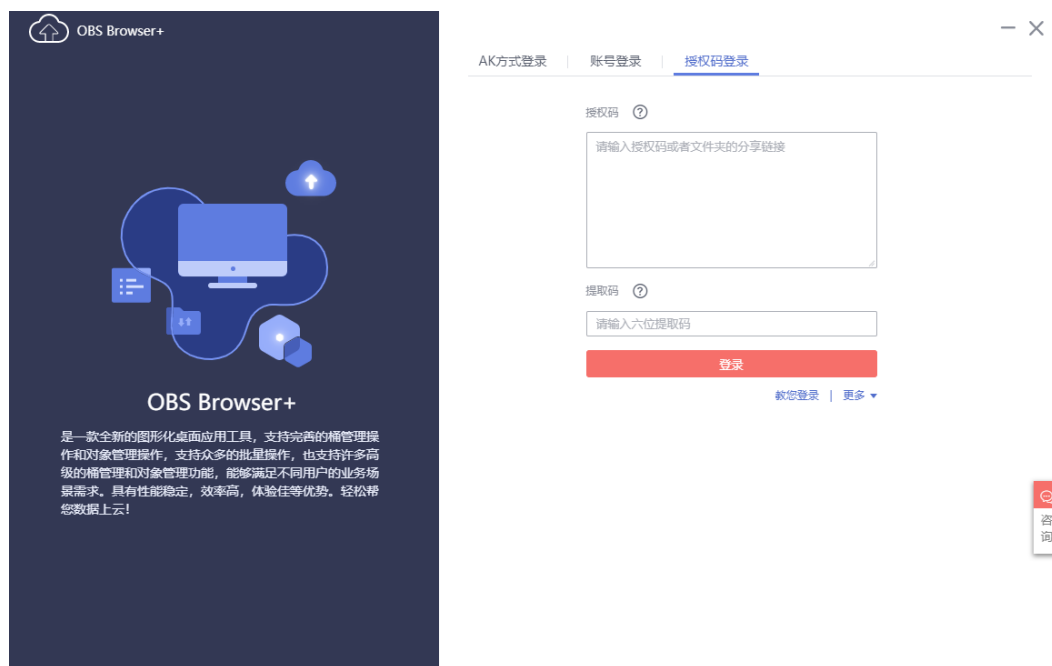 OBS Browser+
AK方式登录
账号登录
授权码登录
授权码
请输入授权码或者文件夹的分享链接
提取码
请输入六位提取码
登录
教您登录 | 更多
OBS Browser+
是一款全新的图形化桌面应用工具，支持完善的桶管理操
作和对象管理操作，支持众多的批量操作，也支持许多高
级的桶管理和对象管理功能，能够满足不同用户的业务场
景需求。具有性能稳定，效率高，体验佳等优势。轻松帮
您数据上云！
咨
询